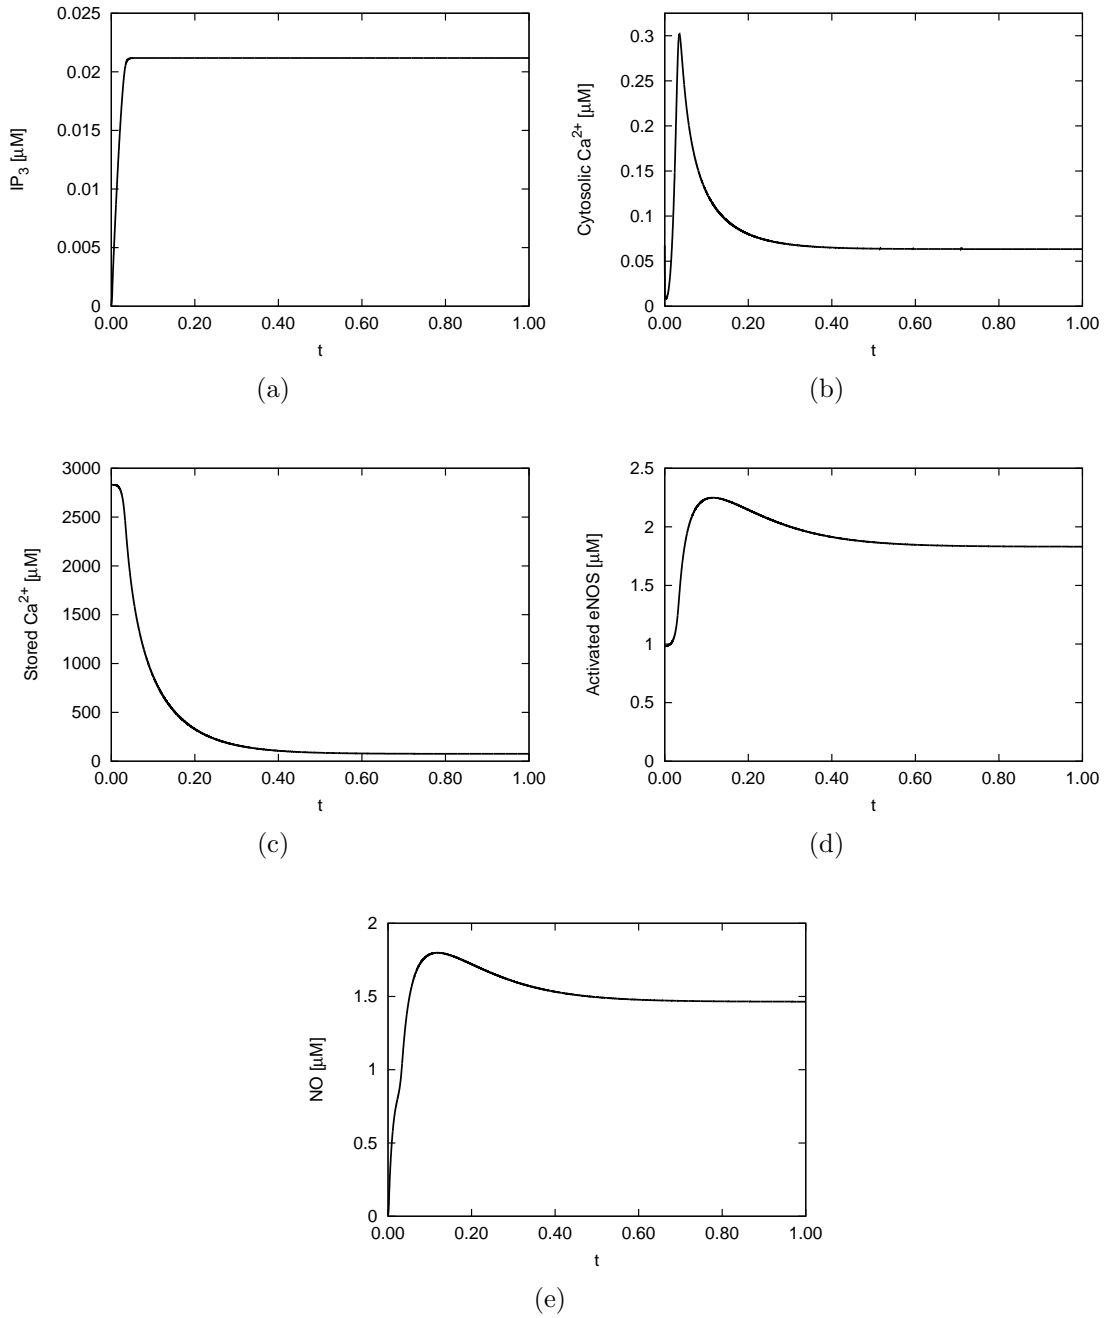 0.025
0.02
0.015
0.01
0.005
0
IP3 [μM]
0.00 0.20 0.40 0.60 0.80 1.00
t
(a)
0.3
0.25
0.2
0.15
0.1
0.05
0
Cytosolic Ca2+ [μM]
0.00 0.20 0.40 0.60 0.80 1.00
t
(b)
3000
2500
2000
1500
1000
500
0
Stored Ca2+ [μM]
0.00 0.20 0.40 0.60 0.80 1.00
t
(c)
2.5
2
1.5
1
0.5
0
Activated eNOS [μM]
0.00 0.20 0.40 0.60 0.80 1.00
t
(d)
2
1.5
1
0.5
0
NO [μM]
0.00 0.20 0.40 0.60 0.80 1.00
t
(e)